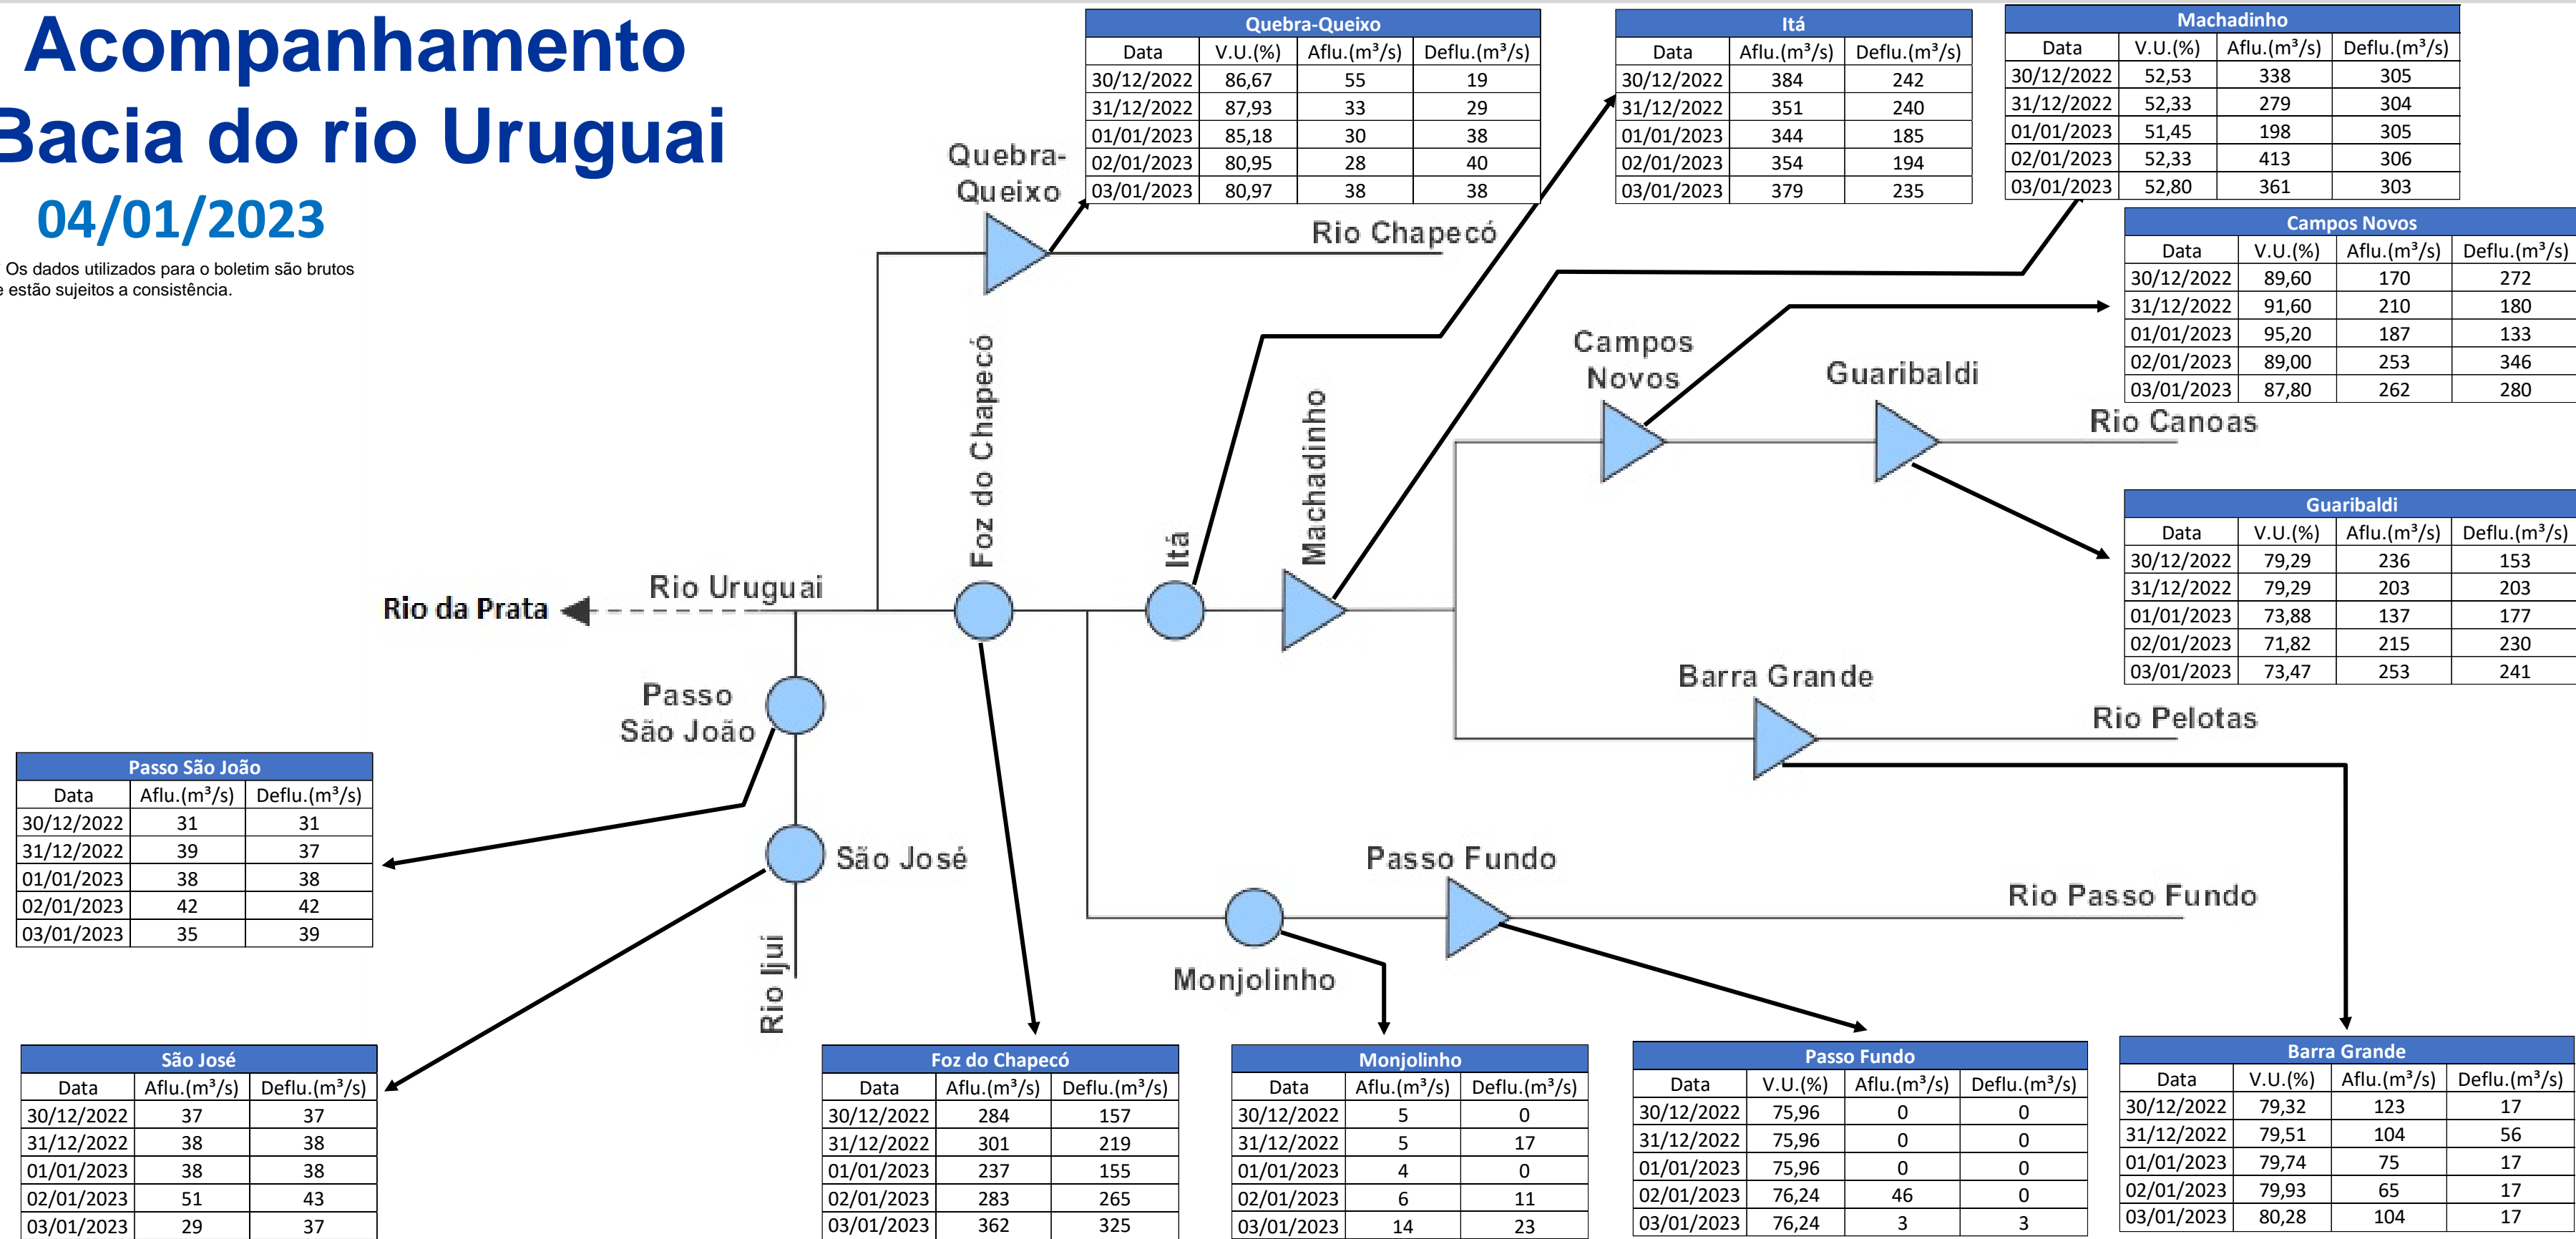 Acompanhamento
Bacia do rio Uruguai
04/01/2023
Os dados utilizados para o boletim são brutos
e estão sujeitos a consistência.
Quebra-Queixo
Data V.U.(%) Aflu.(m³/s) Deflu.(m³/s)
30/12/2022 86,67 55 19
31/12/2022 87,93 33 29
01/01/2023 85,18 30 38
02/01/2023 80,95 28 40
03/01/2023 80,97 38 38
Itá
Data Aflu.(m³/s) Deflu.(m³/s)
30/12/2022 384 242
31/12/2022 351 240
01/01/2023 344 185
02/01/2023 354 194
03/01/2023 379 235
Machadinho
Data V.U.(%) Aflu.(m³/s) Deflu.(m³/s)
30/12/2022 52,53 338 305
31/12/2022 52,33 279 304
01/01/2023 51,45 198 305
02/01/2023 52,33 413 306
03/01/2023 52,80 361 303
Campos Novos
Data V.U.(%) Aflu.(m³/s) Deflu.(m³/s)
30/12/2022 89,60 170 272
31/12/2022 91,60 210 180
01/01/2023 95,20 187 133
02/01/2023 89,00 253 346
03/01/2023 87,80 262 280
Guaribaldi
Data V.U.(%) Aflu.(m³/s) Deflu.(m³/s)
30/12/2022 79,29 236 153
31/12/2022 79,29 203 203
01/01/2023 73,88 137 177
02/01/2023 71,82 215 230
03/01/2023 73,47 253 241
Quebra-
Queixo
Rio Chapecó
Foz do Chapecó
Itá
Machadinho
Campos
Novos
Guaribaldi
Rio Canoas
Rio Uruguai
Rio da Prata
Barra Grande
Rio Pelotas
Passo
São João
São José
Rio Ijuí
Passo Fundo
Rio Passo Fundo
Monjolinho
Passo São João
Data Aflu.(m³/s) Deflu.(m³/s)
30/12/2022 31 31
31/12/2022 39 37
01/01/2023 38 38
02/01/2023 42 42
03/01/2023 35 39
São José
Data Aflu.(m³/s) Deflu.(m³/s)
30/12/2022 37 37
31/12/2022 38 38
01/01/2023 38 38
02/01/2023 51 43
03/01/2023 29 37
Foz do Chapecó
Data Aflu.(m³/s) Deflu.(m³/s)
30/12/2022 284 157
31/12/2022 301 219
01/01/2023 237 155
02/01/2023 283 265
03/01/2023 362 325
Monjolinho
Data Aflu.(m³/s) Deflu.(m³/s)
30/12/2022 5 0
31/12/2022 5 17
01/01/2023 4 0
02/01/2023 6 11
03/01/2023 14 23
Passo Fundo
Data V.U.(%) Aflu.(m³/s) Deflu.(m³/s)
30/12/2022 75,96 0 0
31/12/2022 75,96 0 0
01/01/2023 75,96 0 0
02/01/2023 76,24 46 0
03/01/2023 76,24 3 3
Barra Grande
Data V.U.(%) Aflu.(m³/s) Deflu.(m³/s)
30/12/2022 79,32 123 17
31/12/2022 79,51 104 56
01/01/2023 79,74 75 17
02/01/2023 79,93 65 17
03/01/2023 80,28 104 17